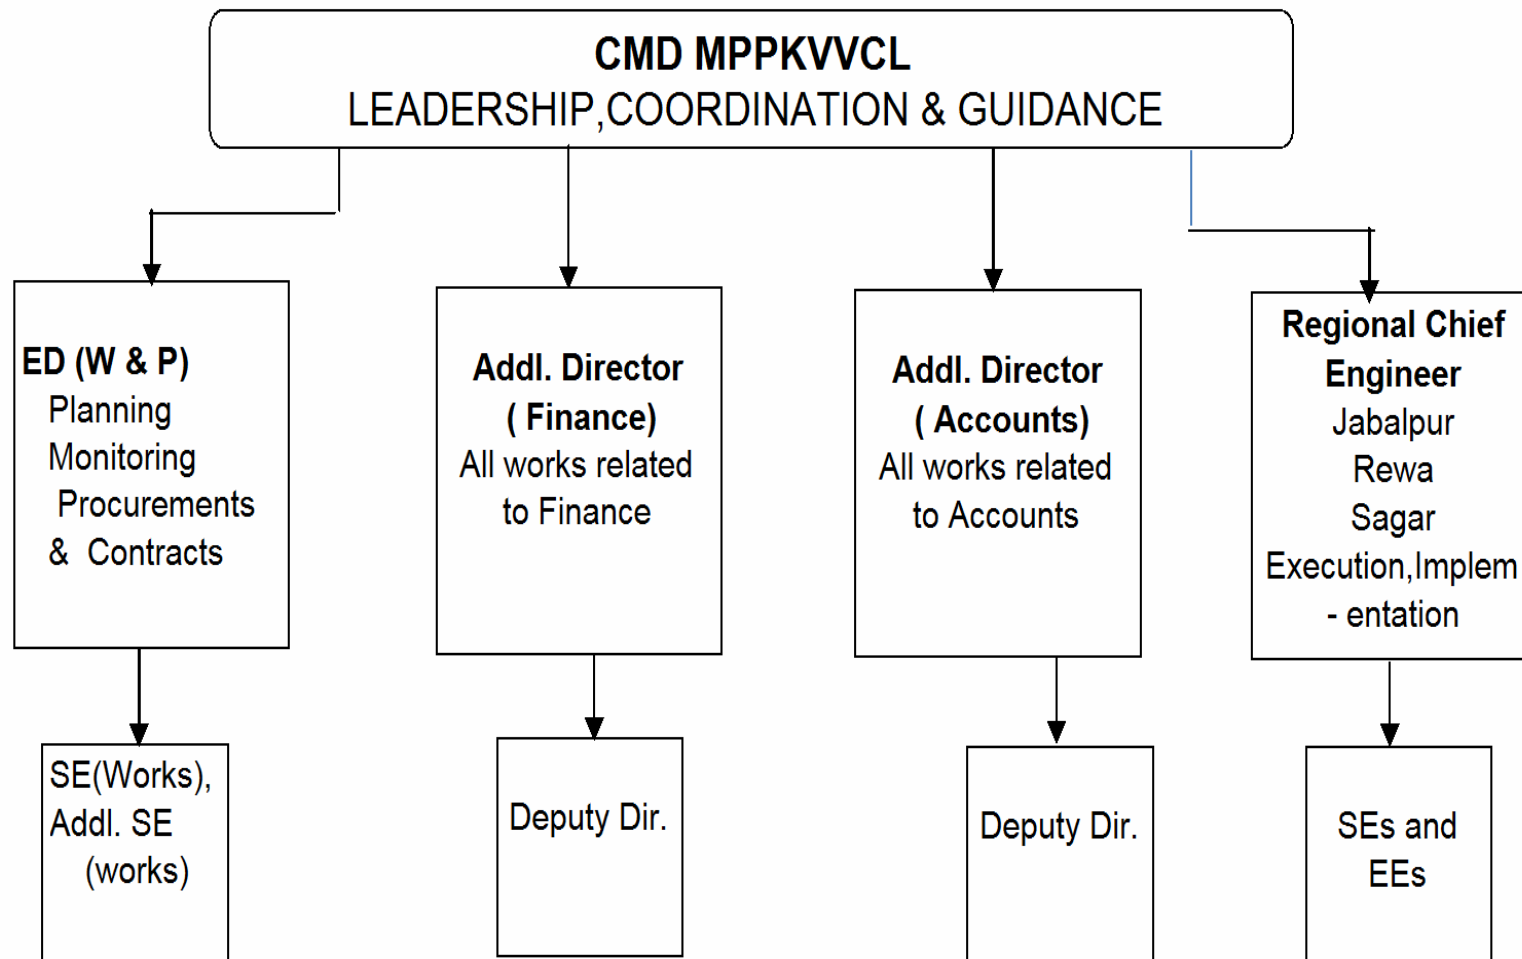 CMD MPPKVVCL
LEADERSHIP,COORDINATION & GUIDANCE
ED (W & P)
Planning
Monitoring
Procurements
& Contracts
Addl. Director
( Finance)
All works related
to Finance
Addl. Director
( Accounts)
All works related
to Accounts
Regional Chief
Engineer
Jabalpur
Rewa
Sagar
Execution,Implem
- entation
SE(Works),
Addl. SE
(works)
Deputy Dir.
Deputy Dir.
SEs and
EEs